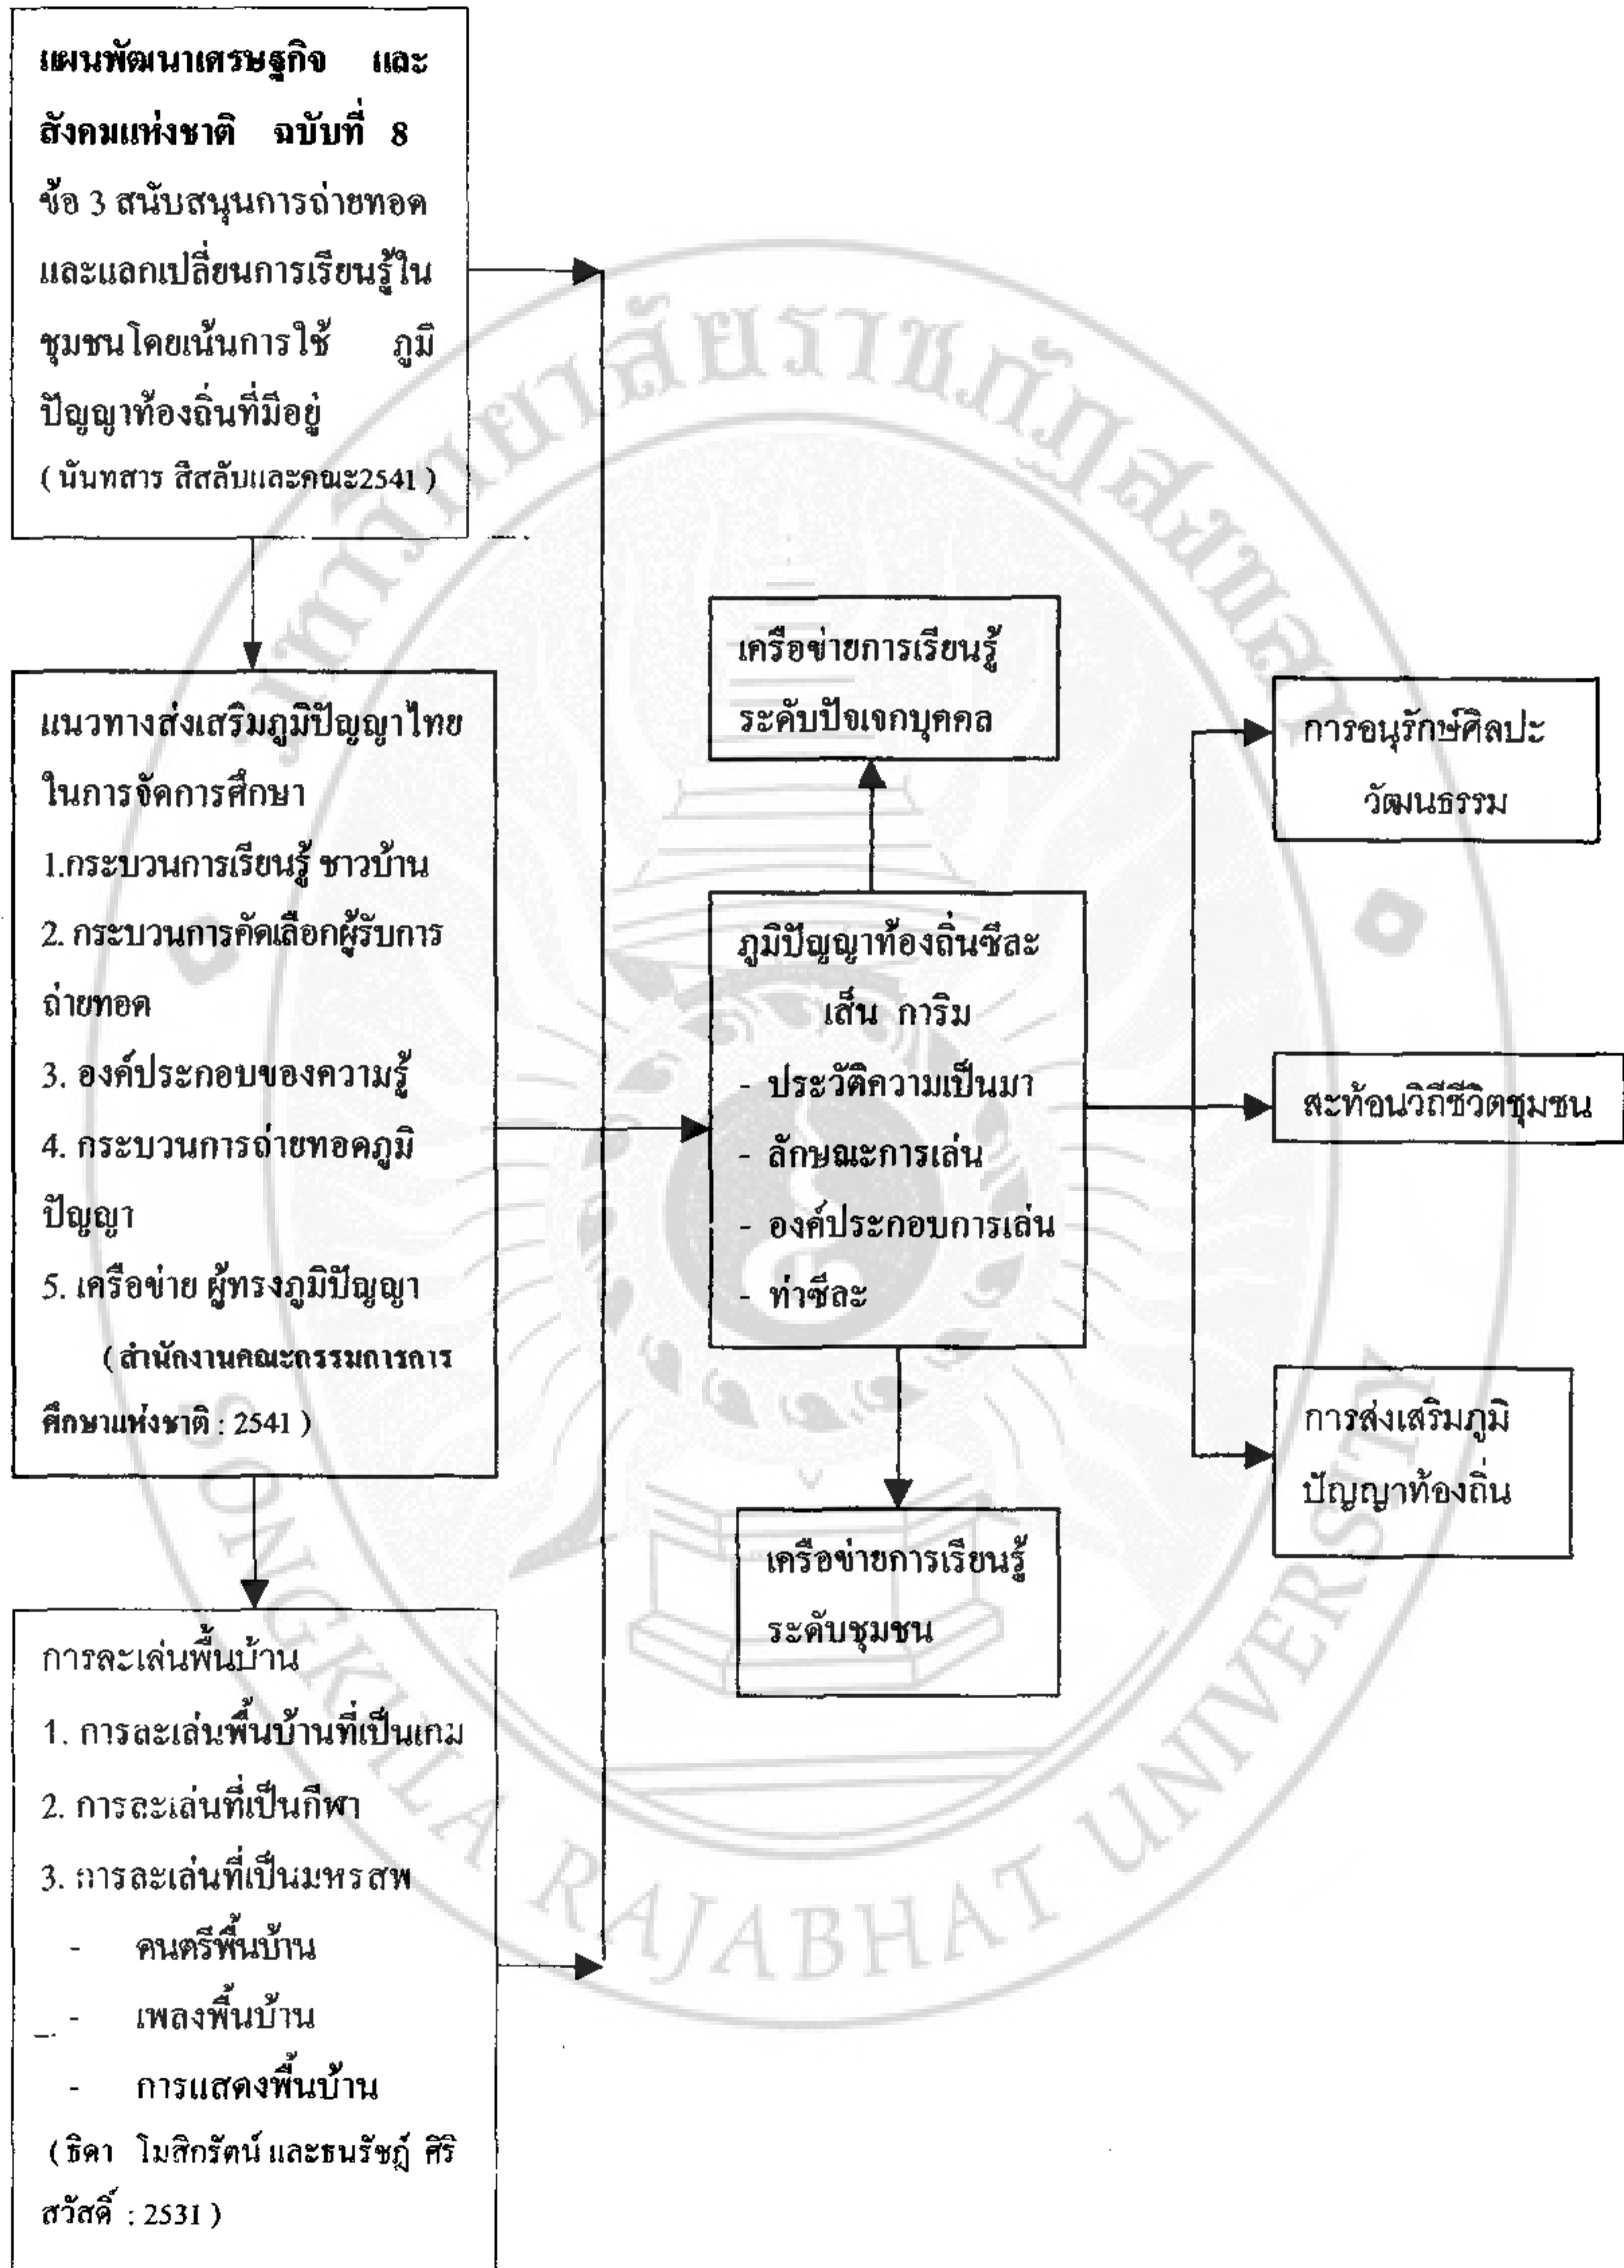 แผนพัฒนาเศรษฐกิจ และ
สังคมแห่งชาติ ฉบับที่ 8
ข้อ 3 สนับสนุนการถ่ายทอด
และแลกเปลี่ยนการเรียนรู้ใน
ชุมชนโดยเน้นการใช้ ภูมิ
ปัญญาท้องถิ่นที่มีอยู่
( นันทสาร สีสลับและคณะ2541 )
แนวทางส่งเสริมภูมิปัญญาไทย
ในการจัดการศึกษา
1.กระบวนการเรียนรู้ ชาวบ้าน
2. กระบวนการคัดเลือกผู้รับการ
ถ่ายทอด
3. องค์ประกอบของความรู้
4. กระบวนการถ่ายทอดภูมิ
ปัญญา
5. เครือข่าย ผู้ทรงภูมิปัญญา
( สำนักงานคณะกรรมการการ
ศึกษาแห่งชาติ : 2541 )
การละเล่นพื้นบ้าน
1. การละเล่นพื้นบ้านที่เป็นเกม
2. การละเล่นที่เป็นกีฬา
3. การละเล่นที่เป็นมหรสพ
- ดนตรีพื้นบ้าน
- เพลงพื้นบ้าน
- การแสดงพื้นบ้าน
( ธิดา โมสิกรัตน์ และธนรัชฎ์ ศิริ
สวัสดิ์ : 2531 )
เครือข่ายการเรียนรู้
ระดับปัจเจกบุคคล
ภูมิปัญญาท้องถิ่นซีละ
เส็น การิม
- ประวัติความเป็นมา
- ลักษณะการเล่น
- องค์ประกอบการเล่น
- ท่าซีละ
เครือข่ายการเรียนรู้
ระดับชุมชน
การอนุรักษ์ศิลปะ
วัฒนธรรม
สะท้อนวิถีชีวิตชุมชน
การส่งเสริมภูมิ
ปัญญาท้องถิ่น
มหาวิทยาลัยราชภัฏสงขลา
SONGKHLA RAJABHAT UNIVERSITY